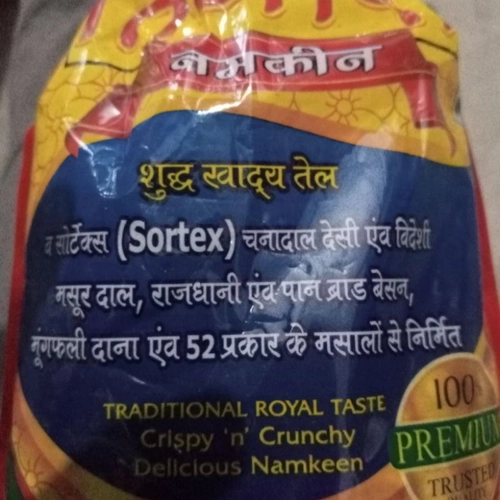 नमकीन
शुद्ध खाद्य तेल
व सोर्टेक्स (Sortex) चनादाल देसी एंव विदेशी
मसूर दाल, राजधानी एंव पान ब्रांड बेसन,
मूंगफली दाना एंव 52 प्रकार के मसालों से निर्मित
TRADITIONAL ROYAL TASTE
Crispy 'n' Crunchy
Delicious Namkeen
100%
PREMIUM
TRUSTED